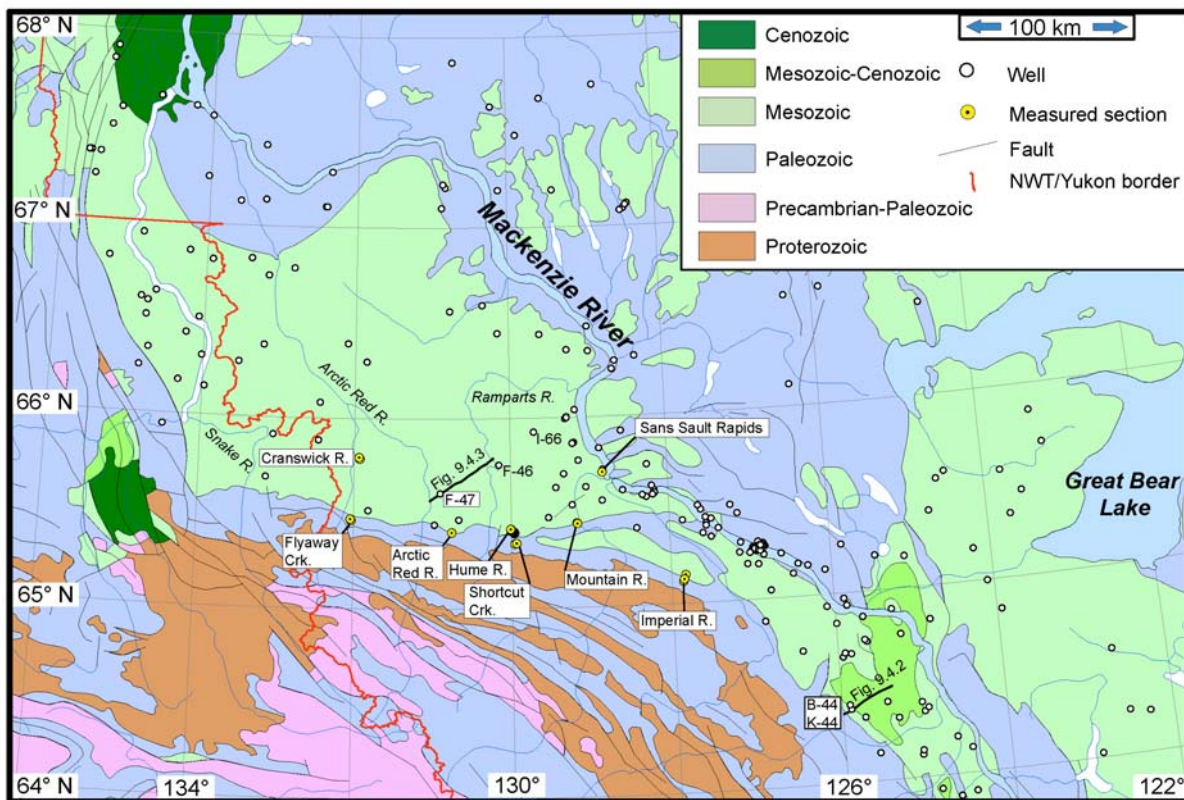 68° N
67° N
66° N
65° N
64° N
134°
130°
126°
122°
Cenozoic
Mesozoic-Cenozoic
Mesozoic
Paleozoic
Precambrian-Paleozoic
Proterozoic
100 km
Well
Measured section
Fault
NWT/Yukon border
Mackenzie River
Arctic Red R.
Ramparts R.
Snake R.
I-66
Sans Sault Rapids
Cranswick R.
Fig. 9.4.3
F-46
F-47
Great Bear
Lake
Flyaway
Crk.
Arctic
Red R.
Hume R.
Shortcut
Crk.
Mountain R.
Imperial R.
Fig. 9.4.2
B-44
K-44